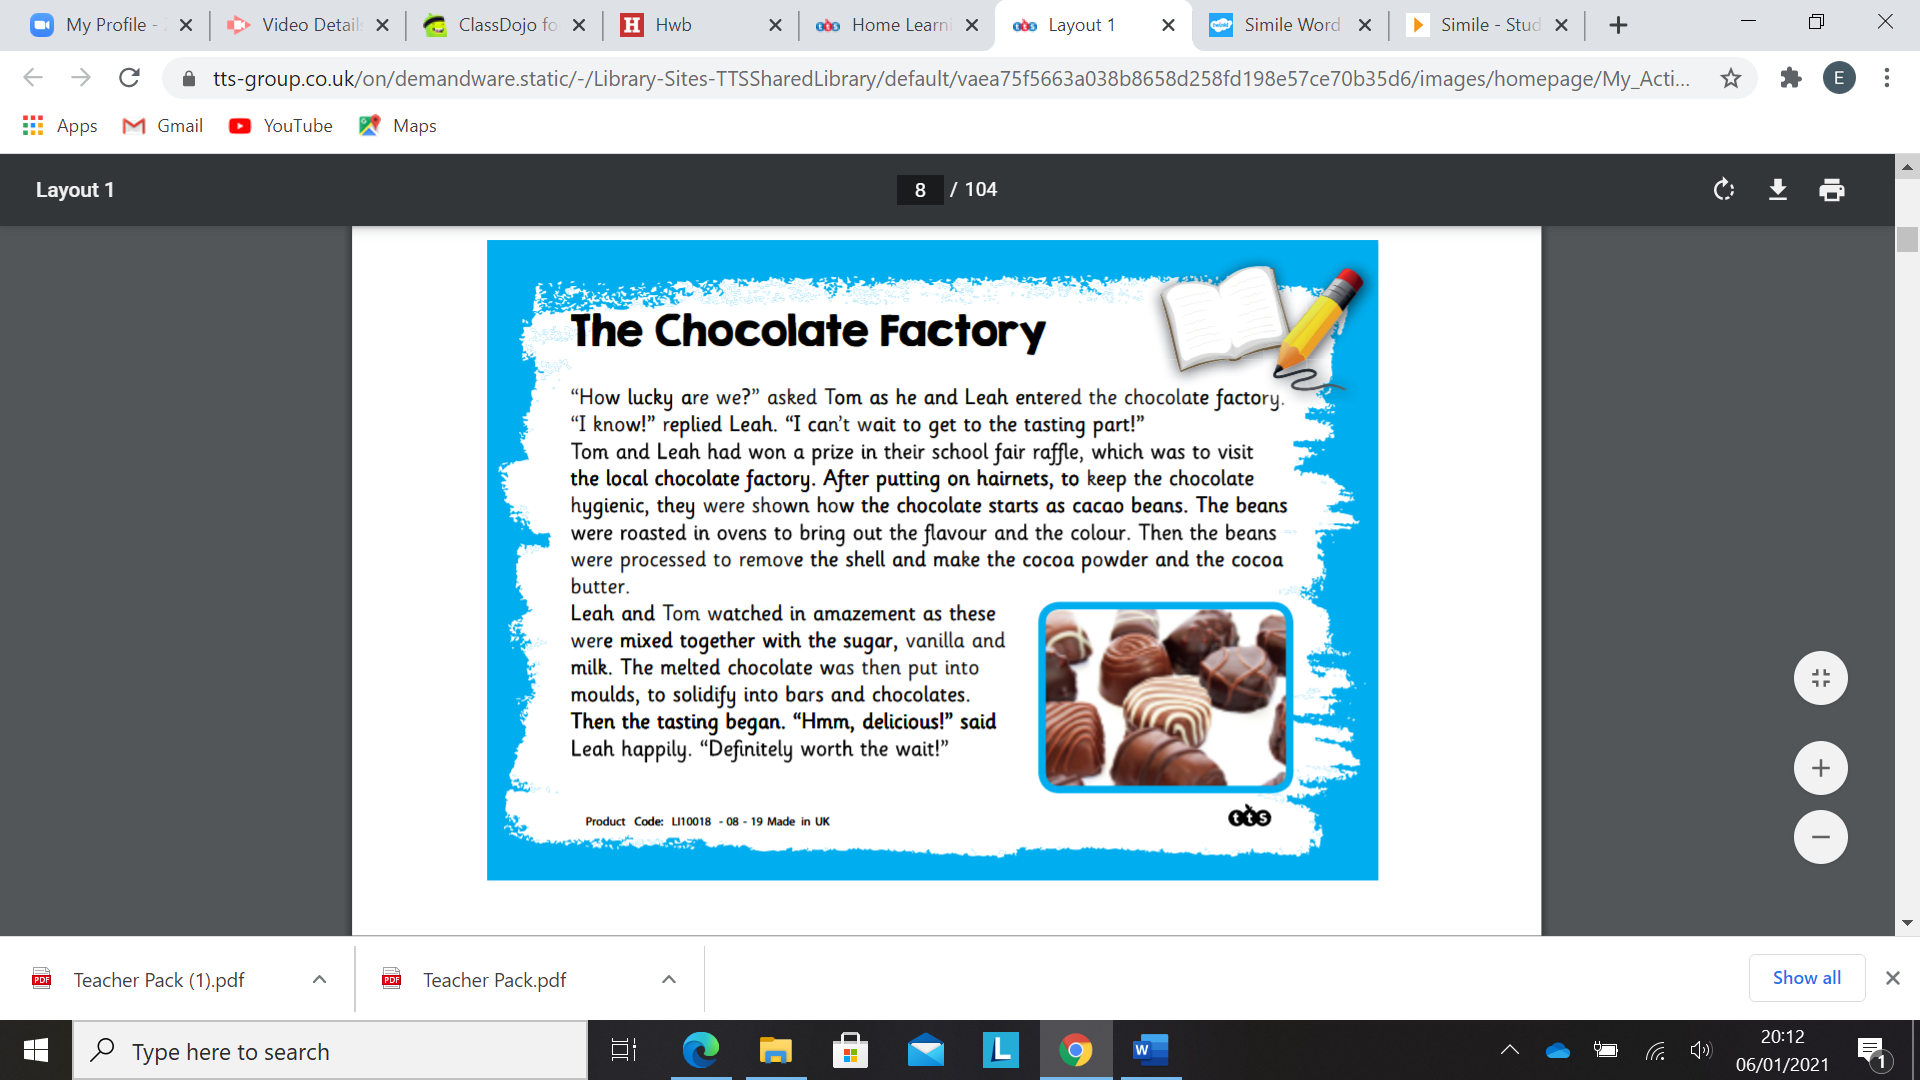 My Profile - Z
Video Details
ClassDojo fo
Hwb
Home Learni
Layout 1
Simile Word
Simile - Stud
tts-group.co.uk/on/demandware.static/-/Library-Sites-TTSSharedLibrary/default/vaea75f5663a038b8658d258fd198e57ce70b35d6/images/homepage/My_Acti...
E
Apps
Gmail
YouTube
Maps
Layout 1
8 / 104
The Chocolate Factory
“How lucky are we?” asked Tom as he and Leah entered the chocolate factory.
“I know!” replied Leah. “I can’t wait to get to the tasting part!”
Tom and Leah had won a prize in their school fair raffle, which was to visit
the local chocolate factory. After putting on hairnets, to keep the chocolate
hygienic, they were shown how the chocolate starts as cacao beans. The beans
were roasted in ovens to bring out the flavour and the colour. Then the beans
were processed to remove the shell and make the cocoa powder and the cocoa
butter.
Leah and Tom watched in amazement as these
were mixed together with the sugar, vanilla and
milk. The melted chocolate was then put into
moulds, to solidify into bars and chocolates.
Then the tasting began. “Hmm, delicious!” said
Leah happily. “Definitely worth the wait!”
Product Code: LI10018 - 08 - 19 Made in UK
tts
Teacher Pack (1).pdf
Teacher Pack.pdf
Show all
Type here to search
20:12
06/01/2021
1